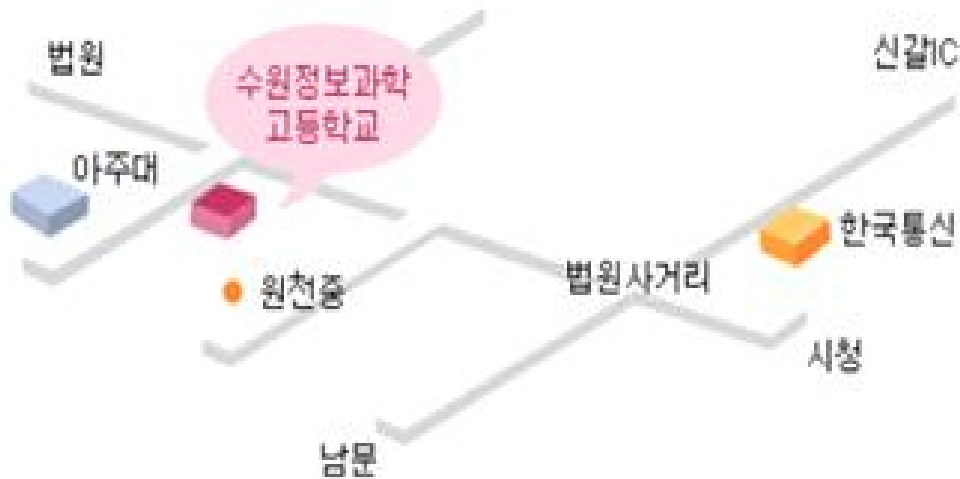 법원
신갈IC
수원정보과학
고등학교
아주대
한국통신
원천중
법원사거리
시청
남문